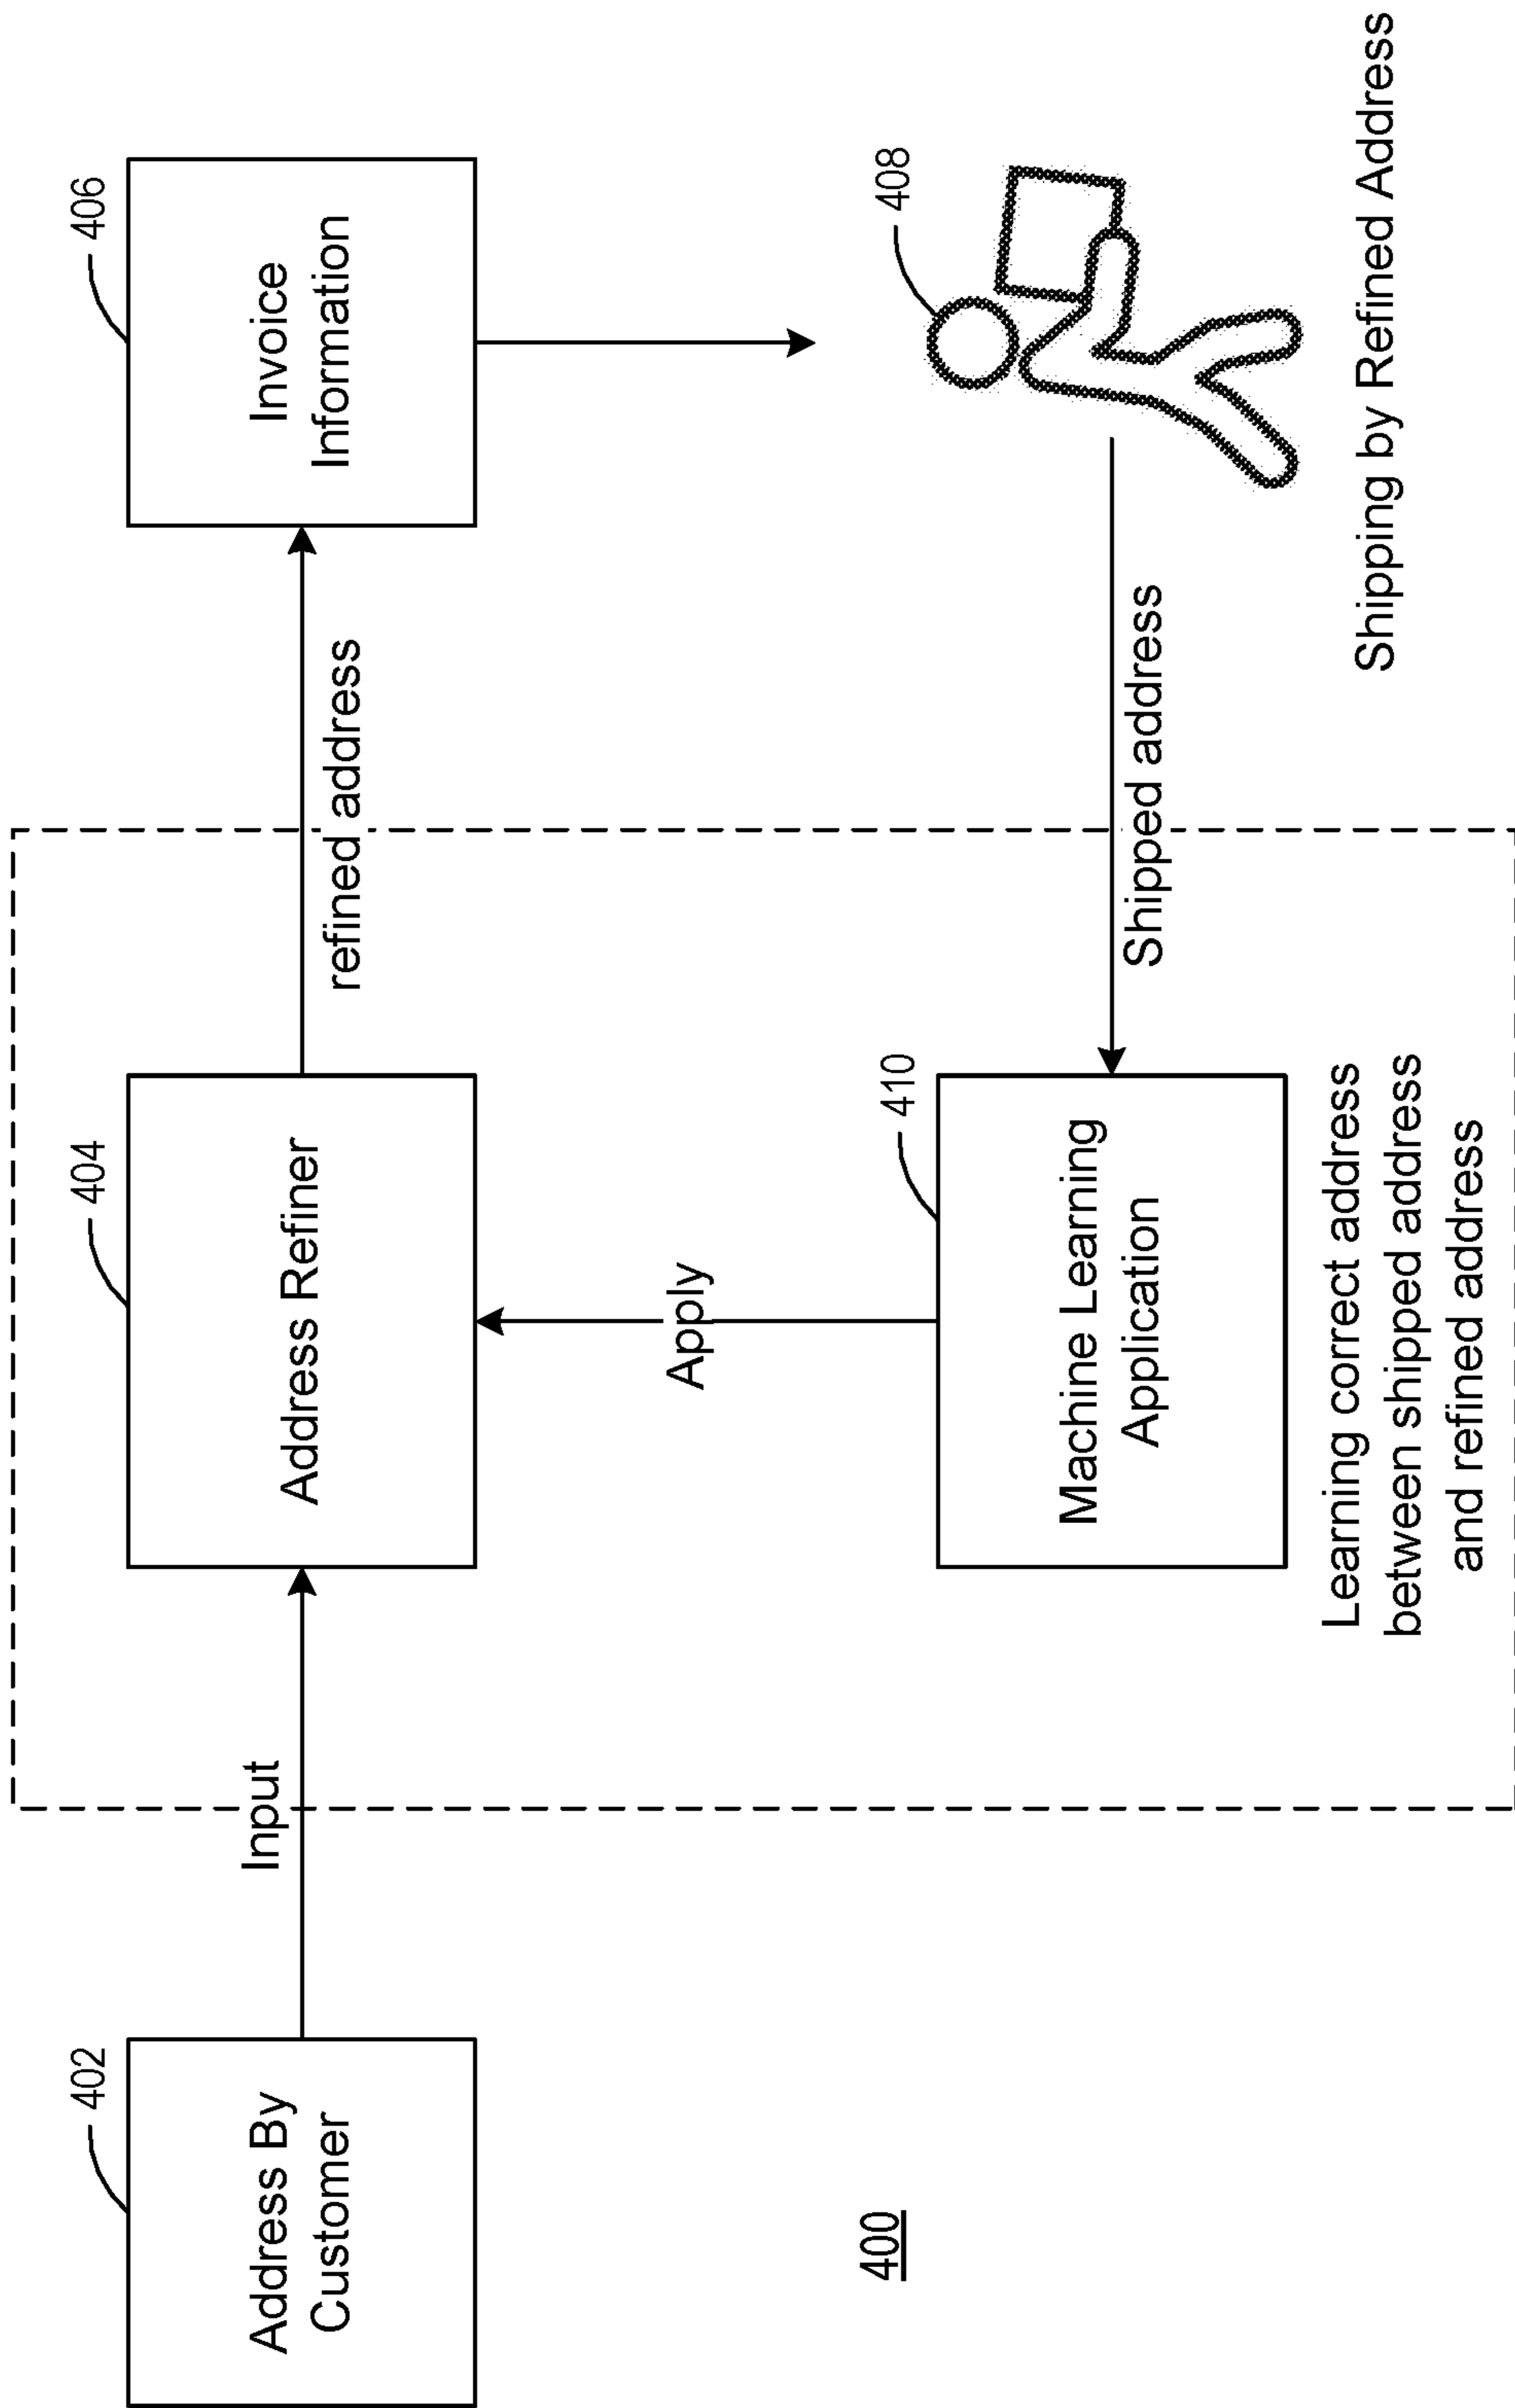 402
Address By
Customer
Input
404
Address Refiner
refined address
406
Invoice
Information
Apply
410
Machine Learning
Application
Learning correct address
between shipped address
and refined address
Shipped address
408
Shipping by Refined Address
400